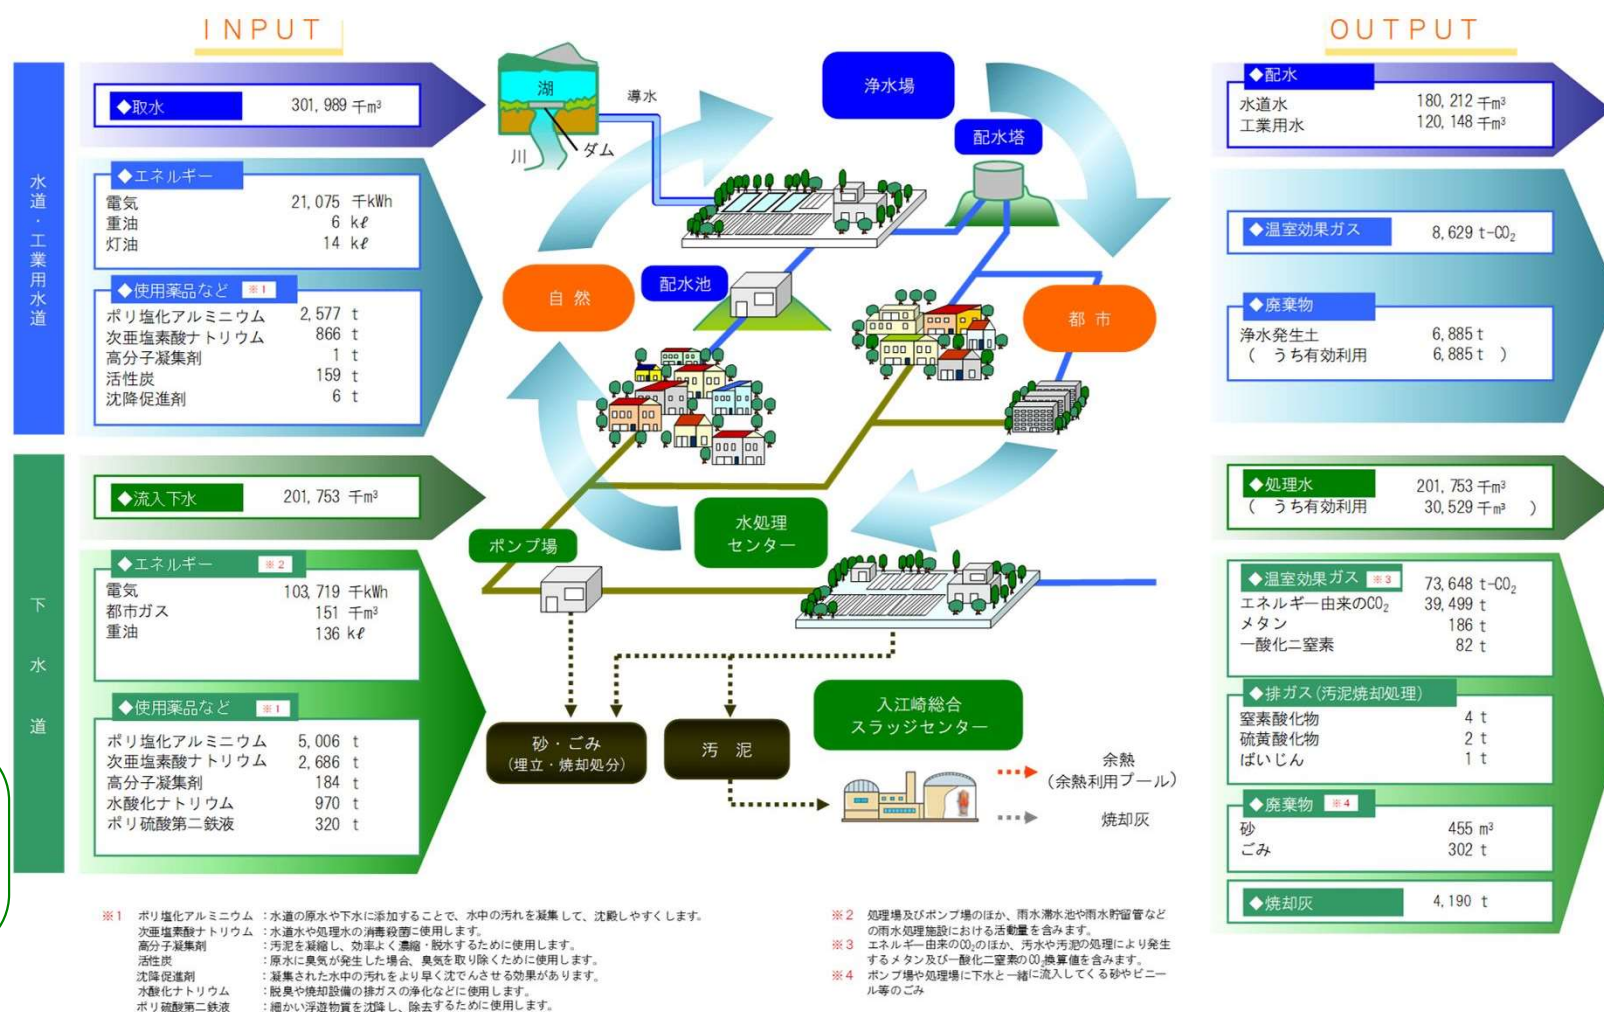 INPUT
OUTPUT
水道・工業用水道
◆取水 301,989 千m³
◆エネルギー
電気 21,075 千kWh
重油 6 kℓ
灯油 14 kℓ
◆使用薬品など ※1
ポリ塩化アルミニウム 2,577 t
次亜塩素酸ナトリウム 866 t
高分子凝集剤 1 t
活性炭 159 t
沈降促進剤 6 t
下水道
◆流入下水 201,753 千m³
◆エネルギー ※2
電気 103,719 千kWh
都市ガス 151 千m³
重油 136 kℓ
◆使用薬品など ※1
ポリ塩化アルミニウム 5,006 t
次亜塩素酸ナトリウム 2,686 t
高分子凝集剤 184 t
水酸化ナトリウム 970 t
ポリ硫酸第二鉄液 320 t
湖
導水
川
ダム
浄水場
配水塔
自 然
配水池
都 市
ポンプ場
水処理
センター
砂・ごみ
(埋立・焼却処分)
汚 泥
入江崎総合
スラッジセンター
余熱
(余熱利用プール)
焼却灰
◆配水
水道水 180,212 千m³
工業用水 120,148 千m³
◆温室効果ガス 8,629 t-CO₂
◆廃棄物
浄水発生土 6,885 t
( うち有効利用 6,885 t )
◆処理水 201,753 千m³
( うち有効利用 30,529 千m³ )
◆温室効果ガス ※3 73,648 t-CO₂
エネルギー由来のCO₂ 39,499 t
メタン 186 t
一酸化二窒素 82 t
◆排ガス(汚泥焼却処理)
窒素酸化物 4 t
硫黄酸化物 2 t
ばいじん 1 t
◆廃棄物 ※4
砂 455 m³
ごみ 302 t
◆焼却灰 4,190 t
※1 ポリ塩化アルミニウム ：水道の原水や下水に添加することで、水中の汚れを凝集して、沈殿しやすくします。
次亜塩素酸ナトリウム ：水道水や処理水の消毒殺菌に使用します。
高分子凝集剤 ：汚泥を凝縮し、効率よく濃縮・脱水するために使用します。
活性炭 ：原水に臭気が発生した場合、臭気を取り除くために使用します。
沈降促進剤 ：凝集された水中の汚れをより早く沈でんさせる効果があります。
水酸化ナトリウム ：脱臭や焼却設備の排ガスの浄化などに使用します。
ポリ硫酸第二鉄液 ：細かい浮遊物質を沈降し、除去するために使用します。
※2 処理場及びポンプ場のほか、雨水滞水池や雨水貯留管など
の雨水処理施設における活動量を含みます。
※3 エネルギー由来のCO₂のほか、汚水や汚泥の処理により発生
するメタン及び一酸化二窒素のCO₂換算値を含みます。
※4 ポンプ場や処理場に下水と一緒に流入してくる砂やビニー
ル等のごみ